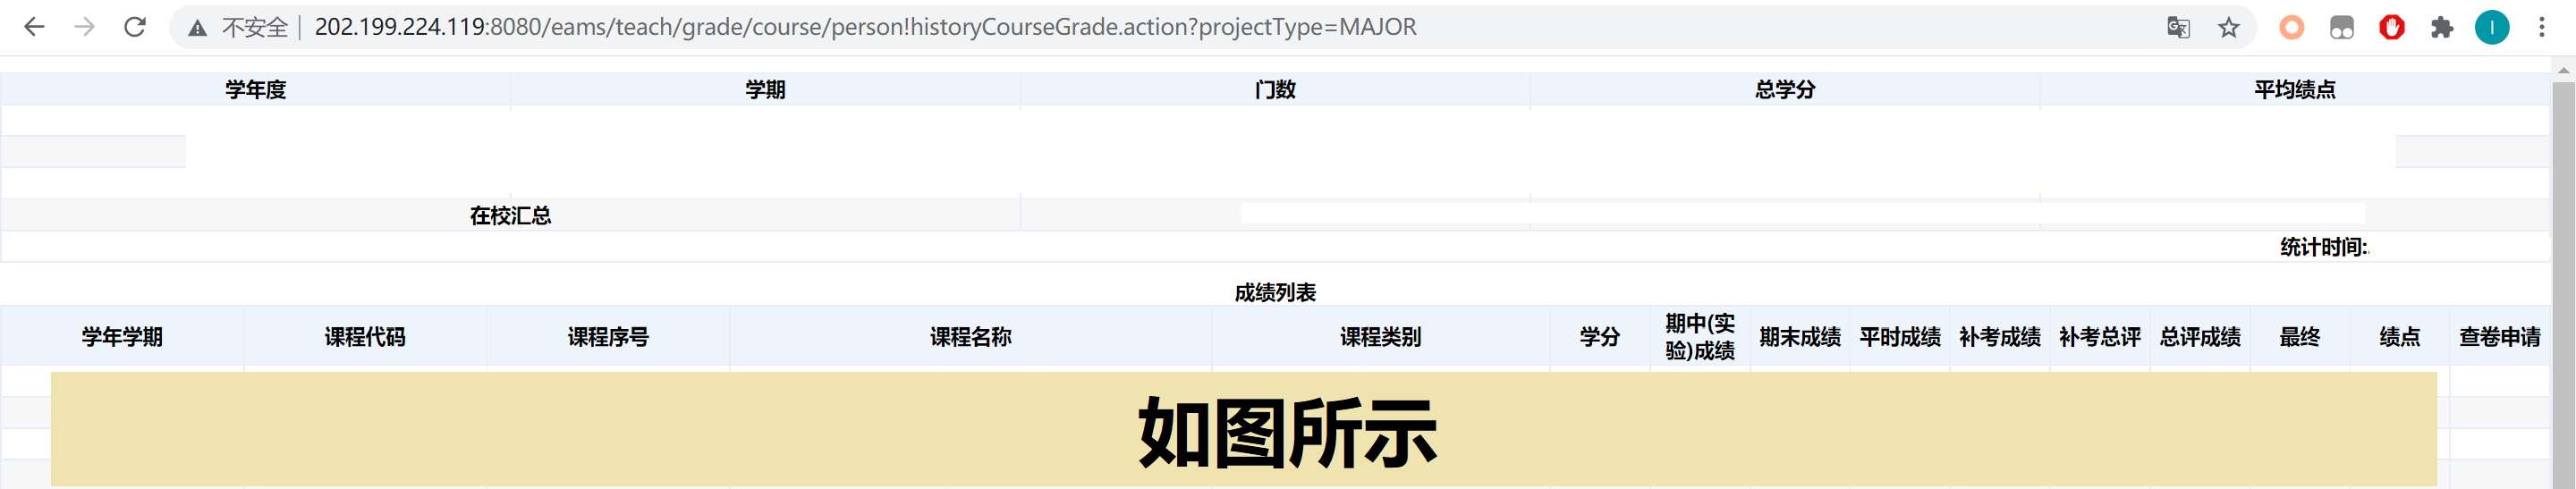 不安全 202.199.224.119:8080/eams/teach/grade/course/person!historyCourseGrade.action?projectType=MAJOR
I
学年度 学期 门数 总学分 平均绩点
在校汇总
统计时间:
成绩列表
学年学期 课程代码 课程序号 课程名称 课程类别 学分 期中(实验)成绩 期末成绩 平时成绩 补考成绩 补考总评 总评成绩 最终 绩点 查卷申请
如图所示